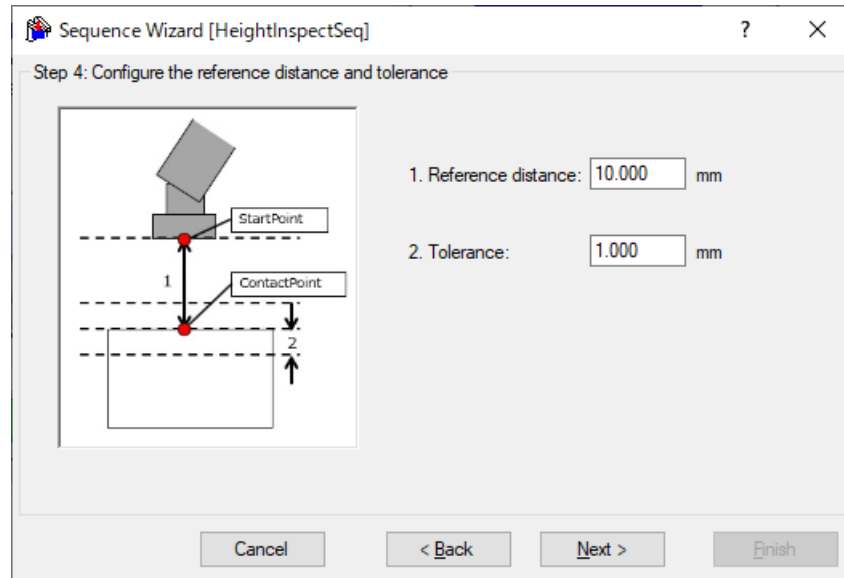 Sequence Wizard [HeightInspectSeq]
?
Step 4: Configure the reference distance and tolerance
StartPoint
1
ContactPoint
2
1. Reference distance: 10.000 mm
2. Tolerance: 1.000 mm
Cancel
< Back
Next >
Finish